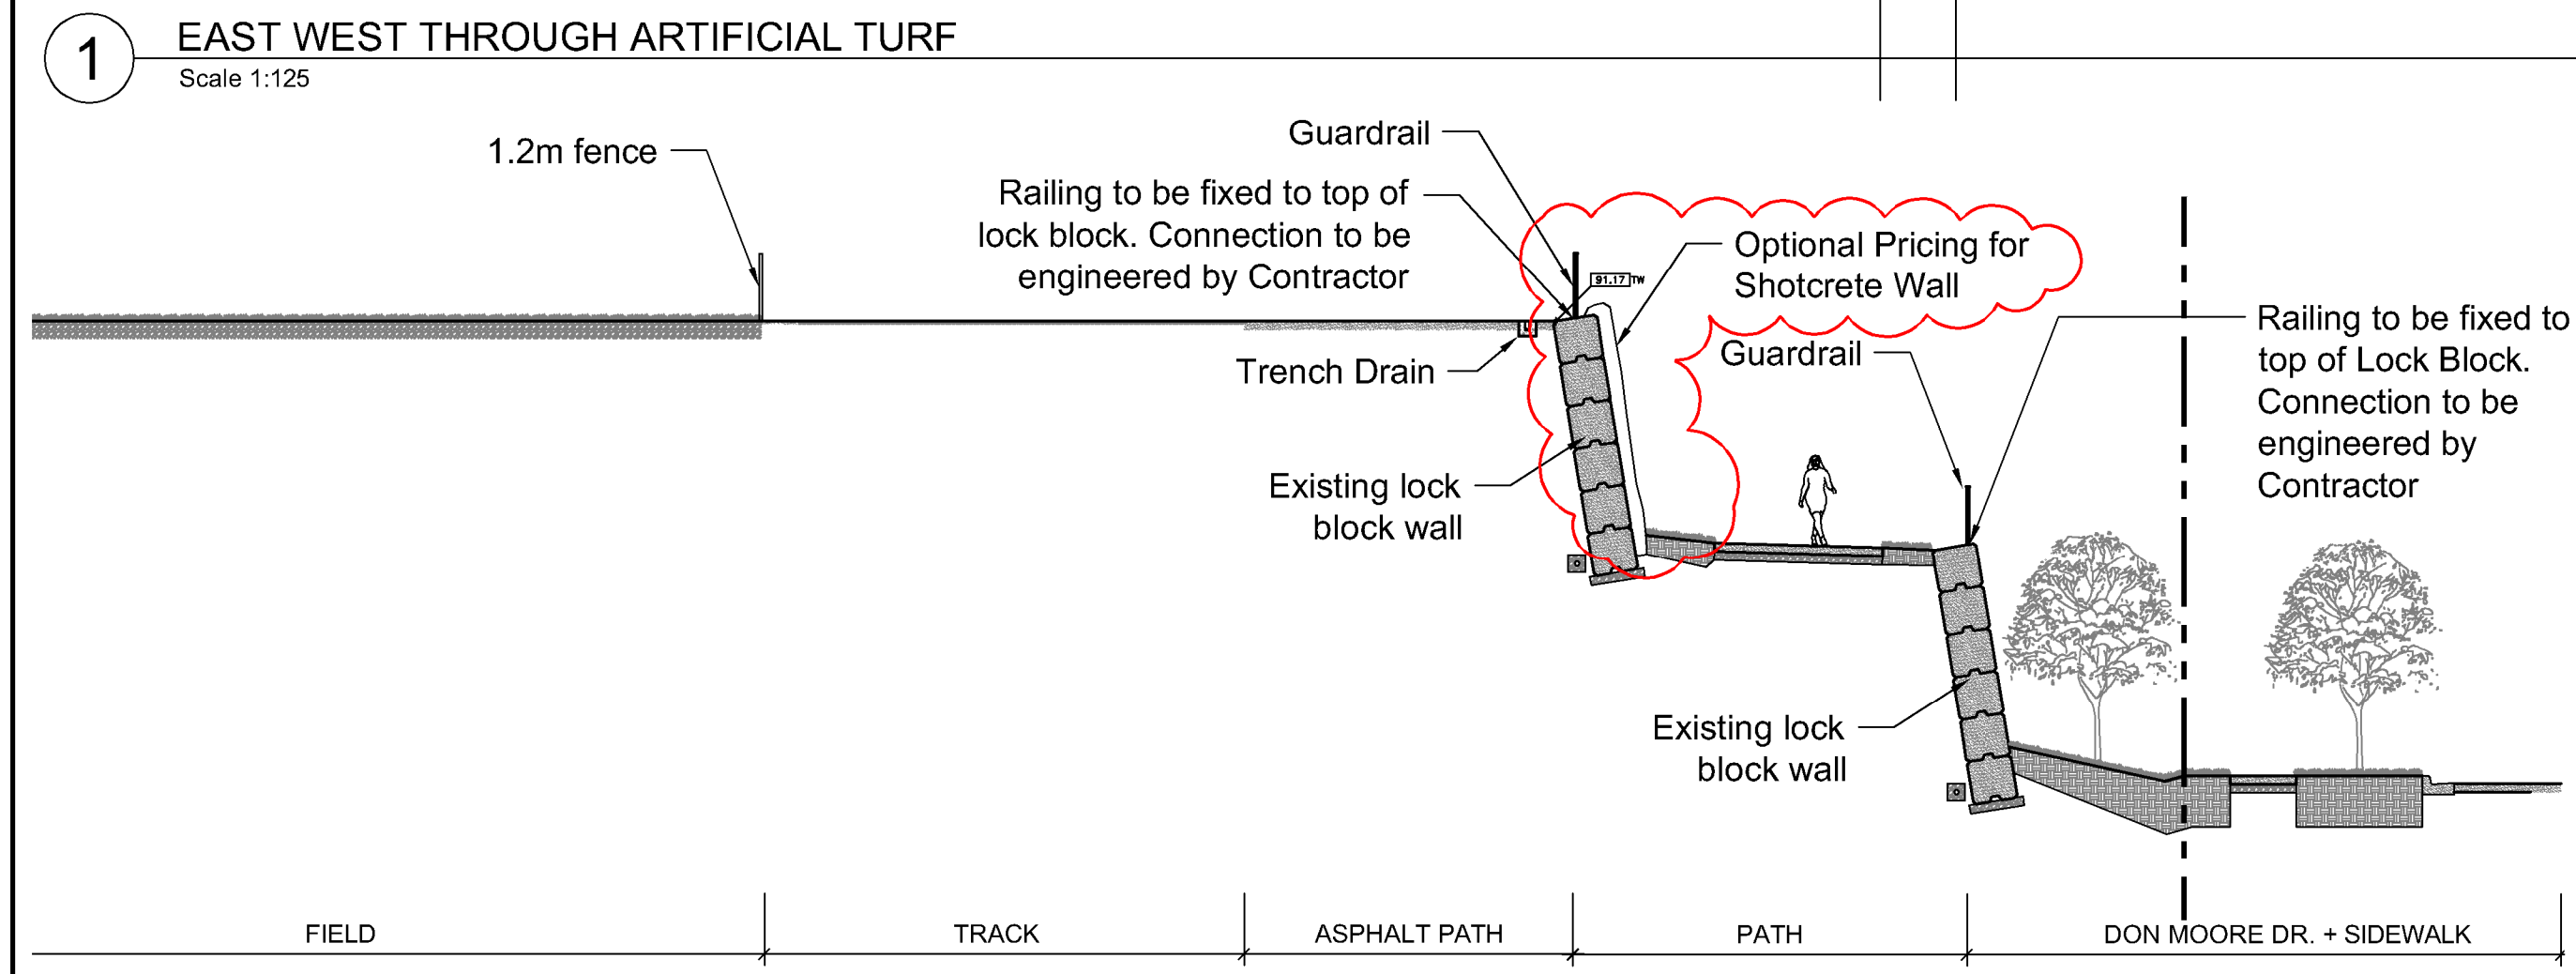 1
EAST WEST THROUGH ARTIFICIAL TURF
Scale 1:125
1.2m fence
Guardrail
Railing to be fixed to top of
lock block. Connection to be
engineered by Contractor
91.17 TW
Optional Pricing for
Shotcrete Wall
Trench Drain
Guardrail
Railing to be fixed to
top of Lock Block.
Connection to be
engineered by
Contractor
Existing lock
block wall
Existing lock
block wall
FIELD
TRACK
ASPHALT PATH
PATH
DON MOORE DR. + SIDEWALK